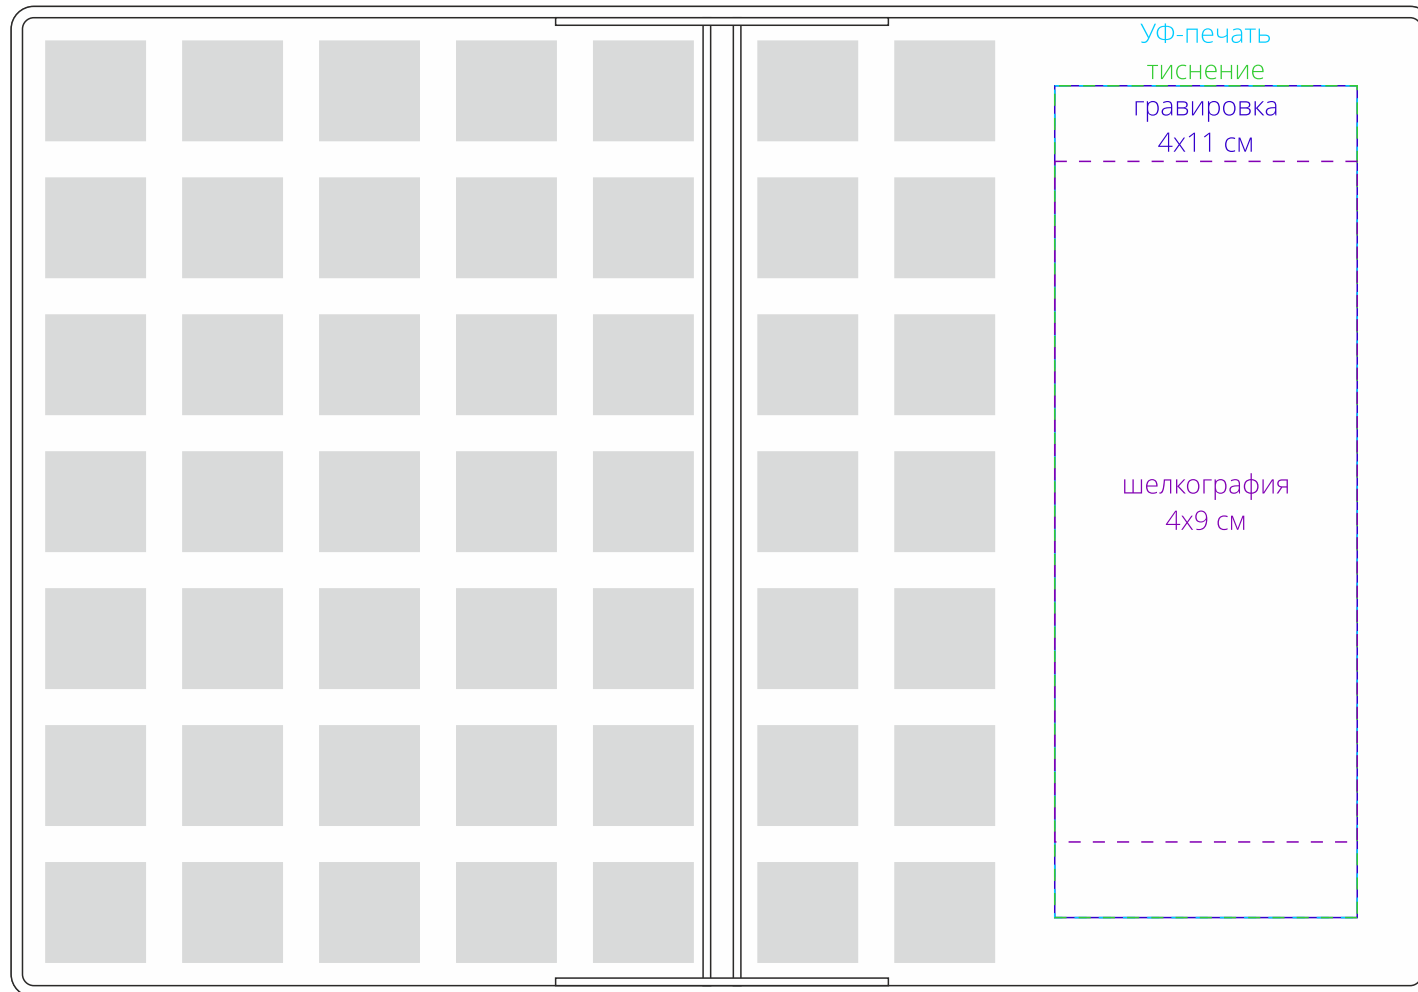 УФ-печать
тиснение
гравировка
4х11 см
шелкография
4х9 см